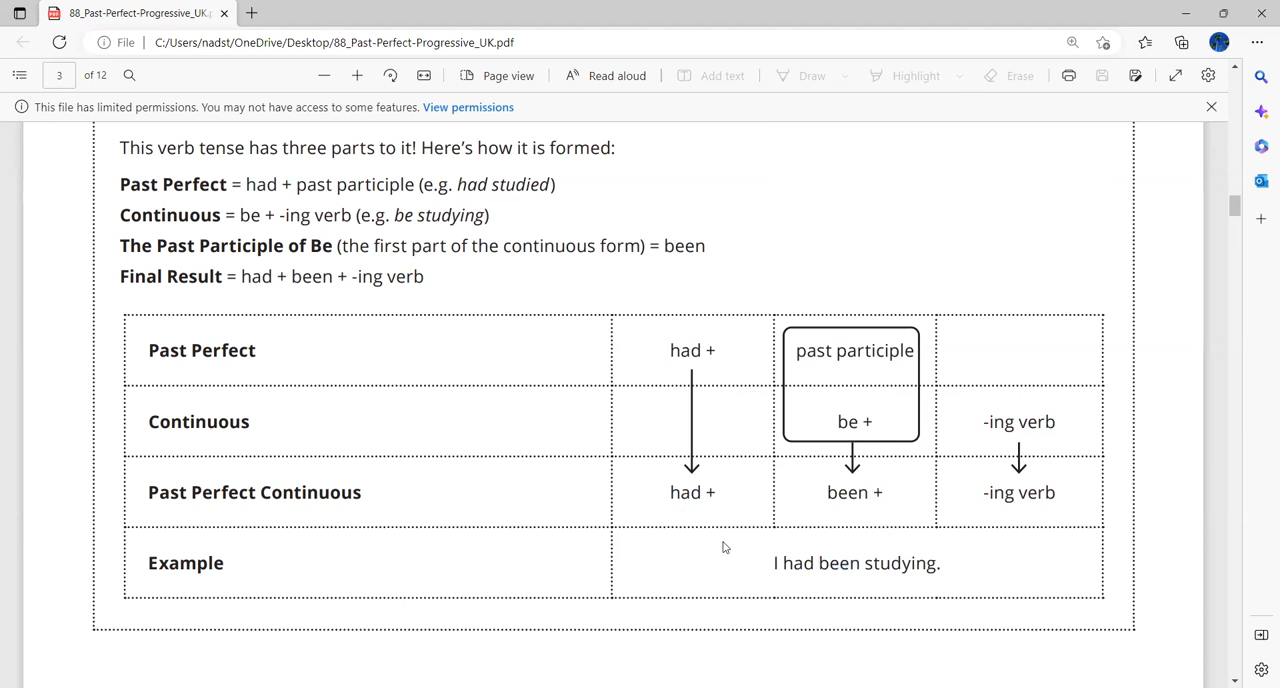 88_Past-Perfect-Progressive_UK.p
File
C:/Users/nadst/OneDrive/Desktop/88_Past-Perfect-Progressive_UK.pdf
3 of 12
Page view
Read aloud
Add text
Draw
Highlight
Erase
This file has limited permissions. You may not have access to some features. View permissions
This verb tense has three parts to it! Here's how it is formed:
Past Perfect = had + past participle (e.g. had studied)
Continuous = be + -ing verb (e.g. be studying)
The Past Participle of Be (the first part of the continuous form) = been
Final Result = had + been + -ing verb
Past Perfect had + past participle
Continuous be + -ing verb
Past Perfect Continuous had + been + -ing verb
Example I had been studying.